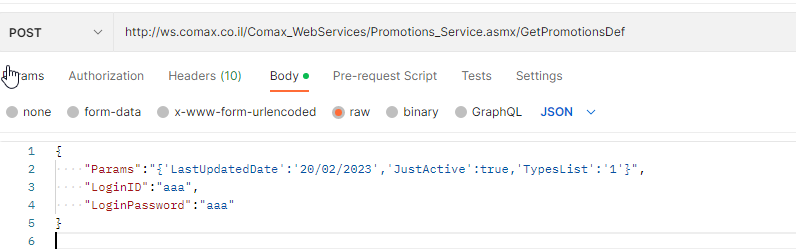 POST http://ws.comax.co.il/Comax_WebServices/Promotions_Service.asmx/GetPromotionsDef
Params Authorization Headers (10) Body Pre-request Script Tests Settings
none form-data x-www-form-urlencoded raw binary GraphQL JSON
1 {
2 "Params":"{'LastUpdatedDate':'20/02/2023','JustActive':true,'TypesList':'1'}",
3 "LoginID":"aaa",
4 "LoginPassword":"aaa"
5 }
6